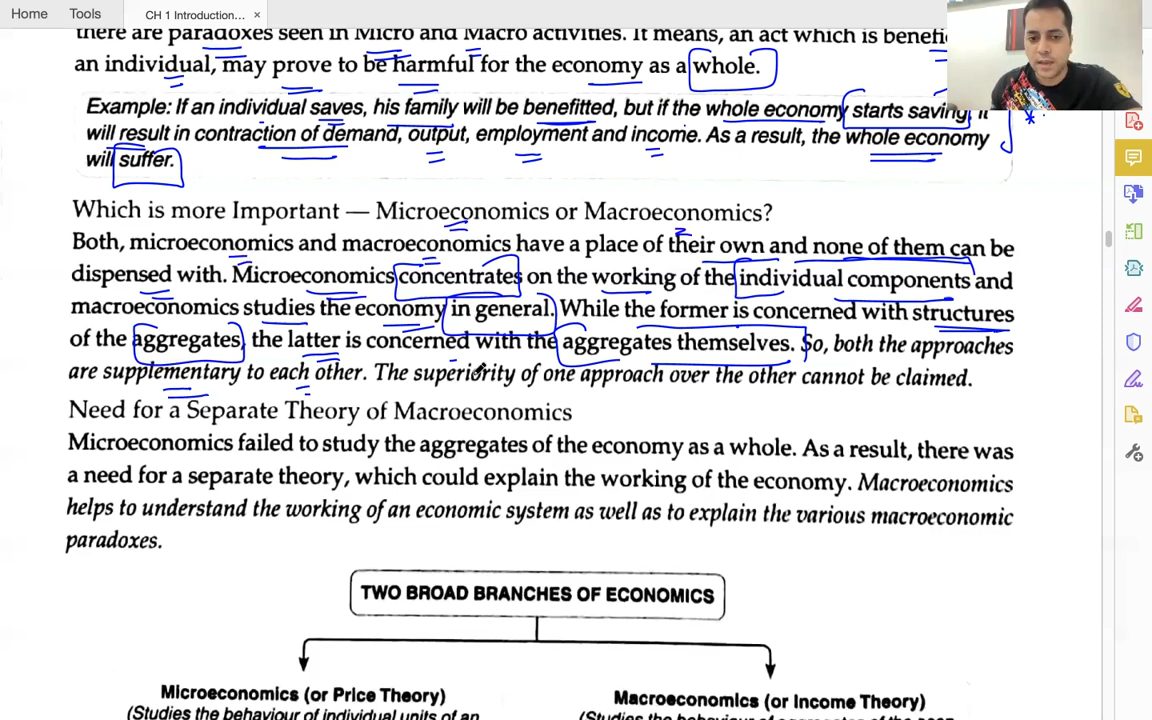 Home Tools CH 1 Introduction... ×
there are paradoxes seen in Micro and Macro activities. It means, an act which is
an individual, may prove to be harmful for the economy as a whole.
Example: If an individual saves, his family will be benefitted, but if the whole economy starts saving, it
will result in contraction of demand, output, employment and income. As a result, the whole economy
will suffer.
Which is more Important — Microeconomics or Macroeconomics?
Both, microeconomics and macroeconomics have a place of their own and none of them can be
dispensed with. Microeconomics concentrates on the working of the individual components and
macroeconomics studies the economy in general. While the former is concerned with structures
of the aggregates, the latter is concerned with the aggregates themselves. So, both the approaches
are supplementary to each other. The superiority of one approach over the other cannot be claimed.
Need for a Separate Theory of Macroeconomics
Microeconomics failed to study the aggregates of the economy as a whole. As a result, there was
a need for a separate theory, which could explain the working of the economy. Macroeconomics
helps to understand the working of an economic system as well as to explain the various macroeconomic
paradoxes.
TWO BROAD BRANCHES OF ECONOMICS
Microeconomics (or Price Theory) Macroeconomics (or Income Theory)
(Studies the behaviour of individual units of an